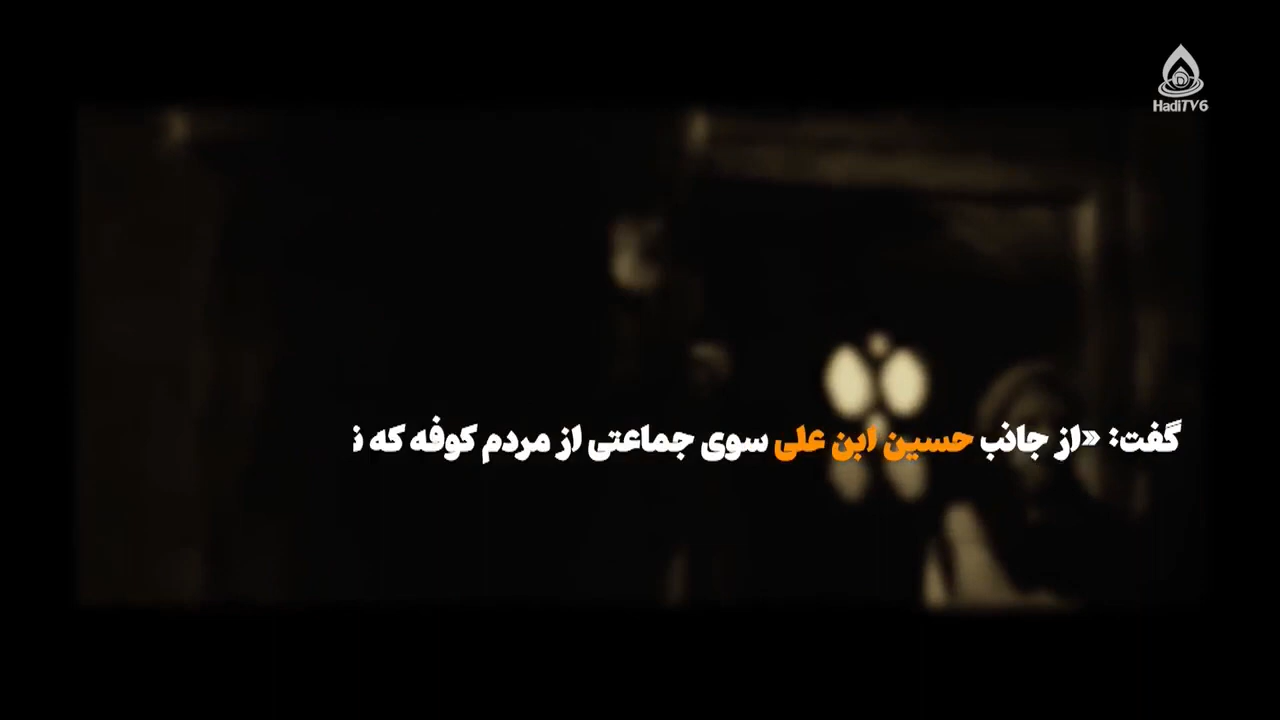 HadiTV6
گفت: «از جانب حسین ابن علی سوی جماعتی از مردم کوفه که